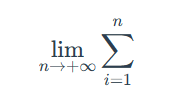 lim n→+∞ ∑ i=1 n